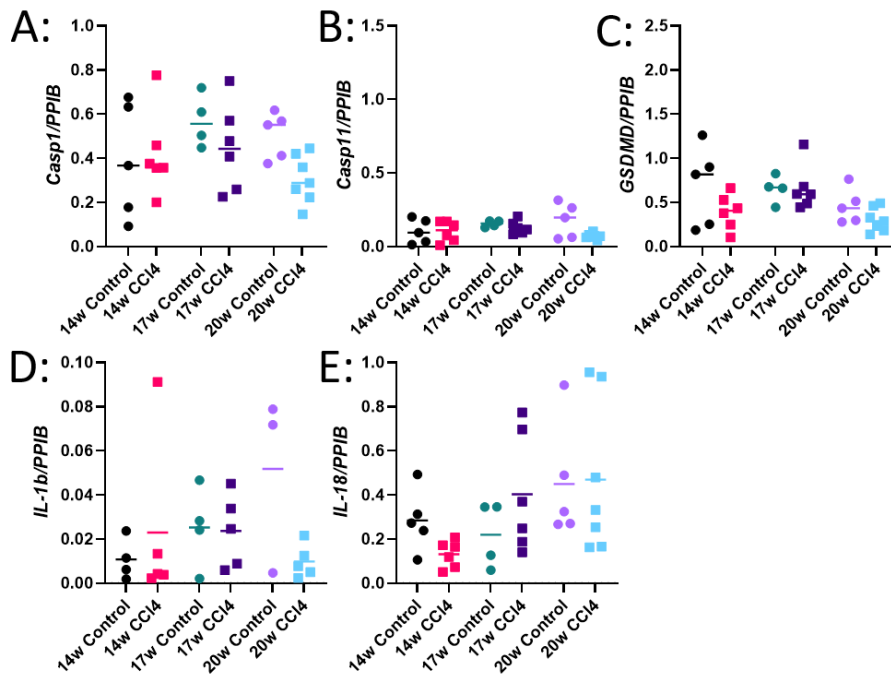 A:
Casp1/PPIB
1.0
0.8
0.6
0.4
0.2
0.0
14w Control
14w CCl4
17w Control
17w CCl4
20w Control
20w CCl4
B:
Casp11/PPIB
1.5
1.0
0.5
0.0
14w Control
14w CCl4
17w Control
17w CCl4
20w Control
20w CCl4
C:
GSDMD/PPIB
2.5
2.0
1.5
1.0
0.5
0.0
14w Control
14w CCl4
17w Control
17w CCl4
20w Control
20w CCl4
D:
IL-1b/PPIB
0.10
0.08
0.06
0.04
0.02
0.00
14w Control
14w CCl4
17w Control
17w CCl4
20w Control
20w CCl4
E:
IL-18/PPIB
1.0
0.8
0.6
0.4
0.2
0.0
14w Control
14w CCl4
17w Control
17w CCl4
20w Control
20w CCl4